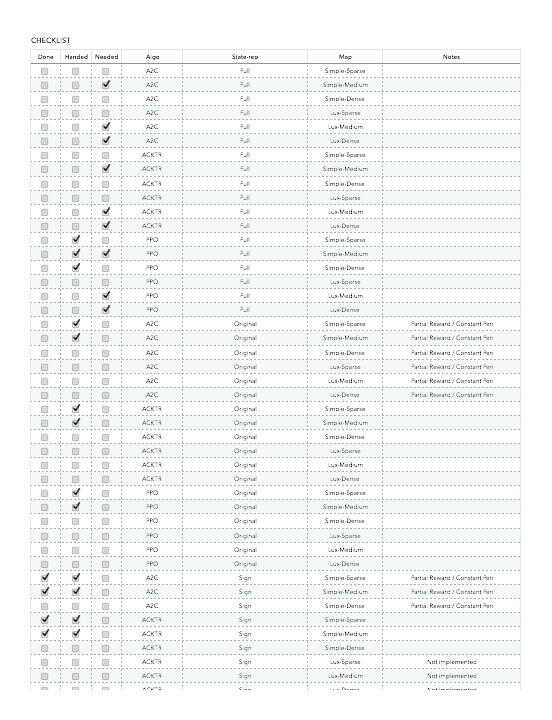 CHECKLIST
Done Handed Needed Algo State-rep Map Notes
A2C Full Simple-Sparse
A2C Full Simple-Medium
A2C Full Simple-Dense
A2C Full Lux-Sparse
A2C Full Lux-Medium
A2C Full Lux-Dense
ACKTR Full Simple-Sparse
ACKTR Full Simple-Medium
ACKTR Full Simple-Dense
ACKTR Full Lux-Sparse
ACKTR Full Lux-Medium
ACKTR Full Lux-Dense
PPO Full Simple-Sparse
PPO Full Simple-Medium
PPO Full Simple-Dense
PPO Full Lux-Sparse
PPO Full Lux-Medium
PPO Full Lux-Dense
A2C Original Simple-Sparse Partial Reward / Constant Pen
A2C Original Simple-Medium Partial Reward / Constant Pen
A2C Original Simple-Dense Partial Reward / Constant Pen
A2C Original Lux-Sparse Partial Reward / Constant Pen
A2C Original Lux-Medium Partial Reward / Constant Pen
A2C Original Lux-Dense Partial Reward / Constant Pen
ACKTR Original Simple-Sparse
ACKTR Original Simple-Medium
ACKTR Original Simple-Dense
ACKTR Original Lux-Sparse
ACKTR Original Lux-Medium
ACKTR Original Lux-Dense
PPO Original Simple-Sparse
PPO Original Simple-Medium
PPO Original Simple-Dense
PPO Original Lux-Sparse
PPO Original Lux-Medium
PPO Original Lux-Dense
A2C Sign Simple-Sparse Partial Reward / Constant Pen
A2C Sign Simple-Medium Partial Reward / Constant Pen
A2C Sign Simple-Dense Partial Reward / Constant Pen
ACKTR Sign Simple-Sparse
ACKTR Sign Simple-Medium
ACKTR Sign Simple-Dense
ACKTR Sign Lux-Sparse Not implemented
ACKTR Sign Lux-Medium Not implemented
ACKTR Sign Lux-Dense Not implemented